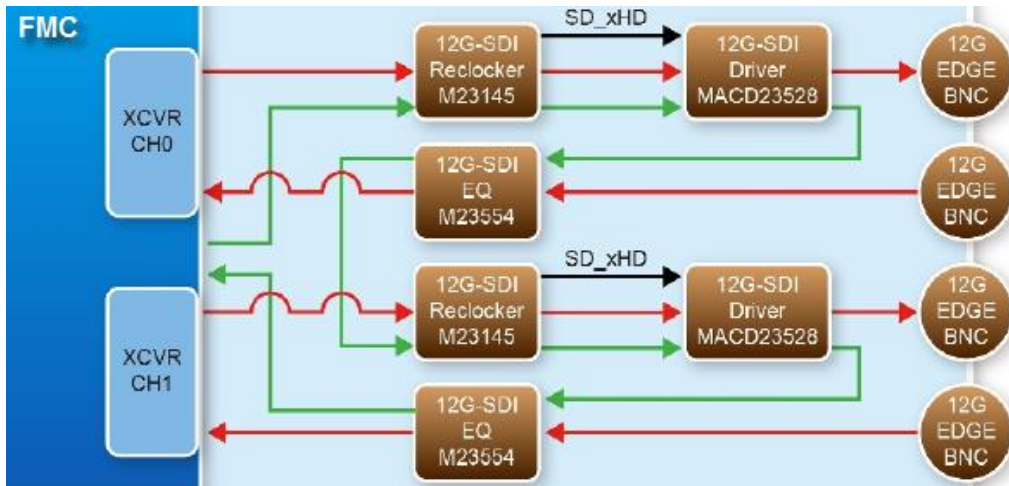 FMC
XCVR
CH0
12G-SDI
Reclocker
M23145
SD_xHD
12G-SDI
Driver
MACD23528
12G
EDGE
BNC
12G-SDI
EQ
M23554
12G
EDGE
BNC
XCVR
CH1
12G-SDI
Reclocker
M23145
SD_xHD
12G-SDI
Driver
MACD23528
12G
EDGE
BNC
12G-SDI
EQ
M23554
12G
EDGE
BNC